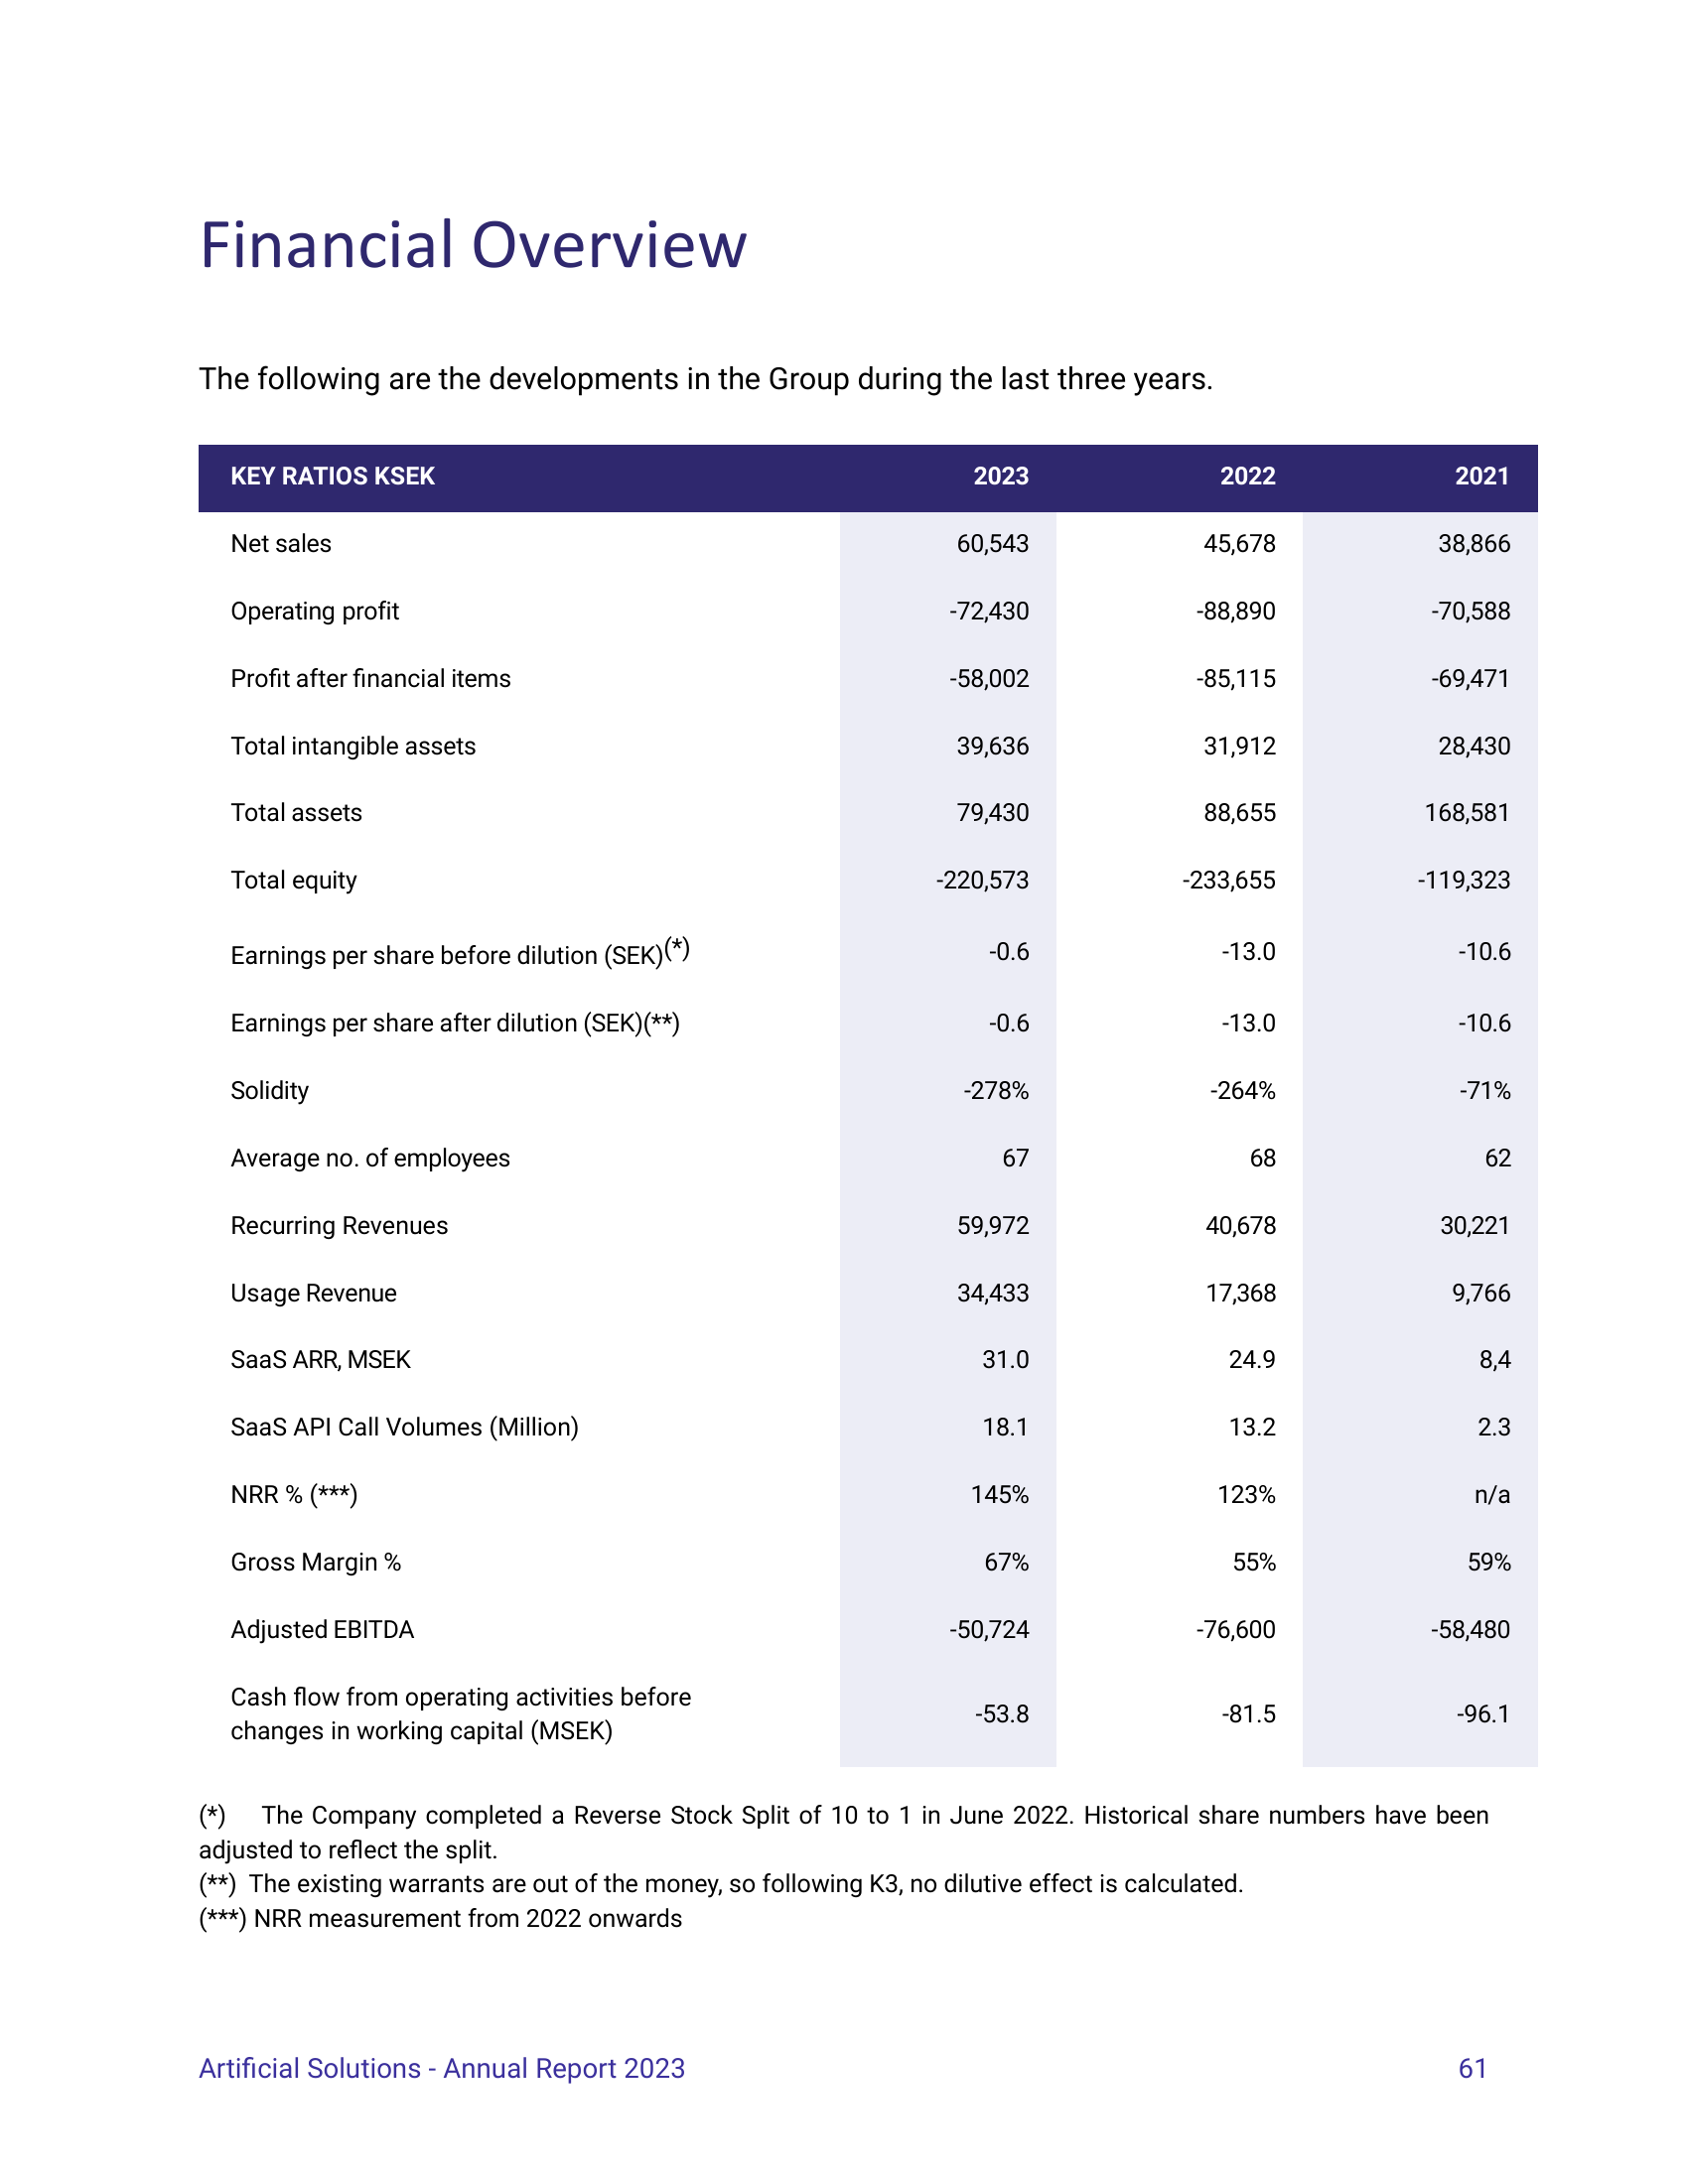 Financial Overview
The following are the developments in the Group during the last three years.
KEY RATIOS KSEK 2023 2022 2021
Net sales 60,543 45,678 38,866
Operating profit -72,430 -88,890 -70,588
Profit after financial items -58,002 -85,115 -69,471
Total intangible assets 39,636 31,912 28,430
Total assets 79,430 88,655 168,581
Total equity -220,573 -233,655 -119,323
Earnings per share before dilution (SEK)(*) -0.6 -13.0 -10.6
Earnings per share after dilution (SEK)(**) -0.6 -13.0 -10.6
Solidity -278% -264% -71%
Average no. of employees 67 68 62
Recurring Revenues 59,972 40,678 30,221
Usage Revenue 34,433 17,368 9,766
SaaS ARR, MSEK 31.0 24.9 8,4
SaaS API Call Volumes (Million) 18.1 13.2 2.3
NRR % (***) 145% 123% n/a
Gross Margin % 67% 55% 59%
Adjusted EBITDA -50,724 -76,600 -58,480
Cash flow from operating activities before
changes in working capital (MSEK) -53.8 -81.5 -96.1
(*) The Company completed a Reverse Stock Split of 10 to 1 in June 2022. Historical share numbers have been
adjusted to reflect the split.
(**) The existing warrants are out of the money, so following K3, no dilutive effect is calculated.
(***) NRR measurement from 2022 onwards
Artificial Solutions - Annual Report 2023 61